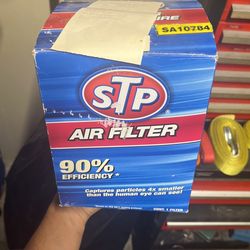 SA10784
STP
AIR FILTER
90%
EFFICIENCY*
Captures particles 4x smaller
than the human eye can see!